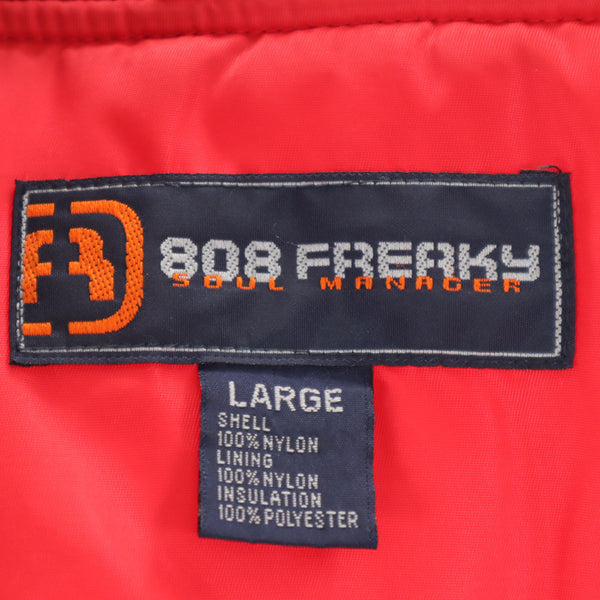 808 FREAKY
SOUL MANAGER
LARGE
SHELL
100%NYLON
LINING
100%NYLON
INSULATION
100%POLYESTER